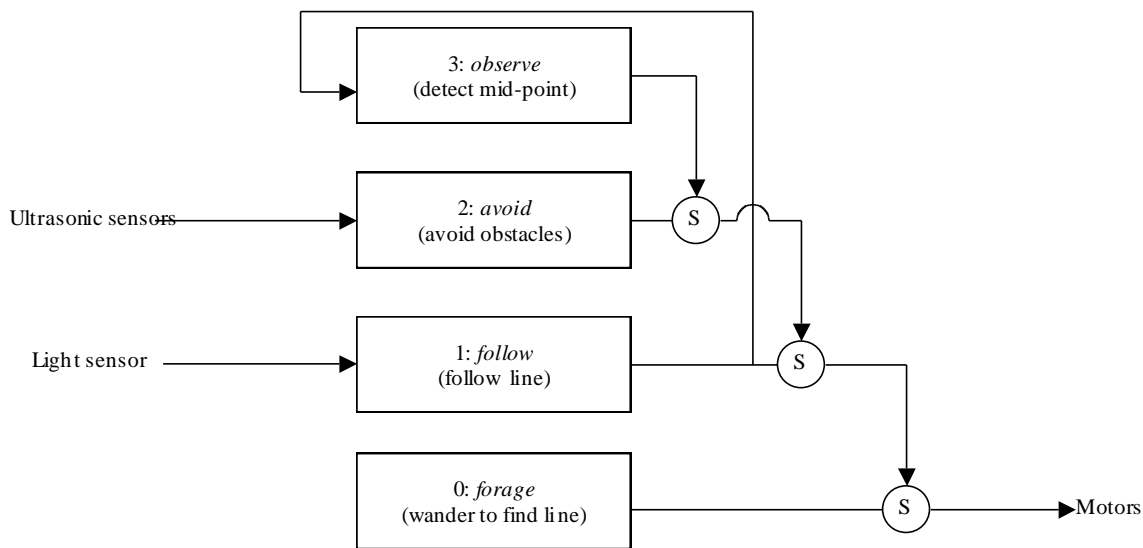 3: observe
(detect mid-point)
Ultrasonic sensors
2: avoid
(avoid obstacles)
S
Light sensor
1: follow
(follow line)
S
0: forage
(wander to find line)
S
Motors